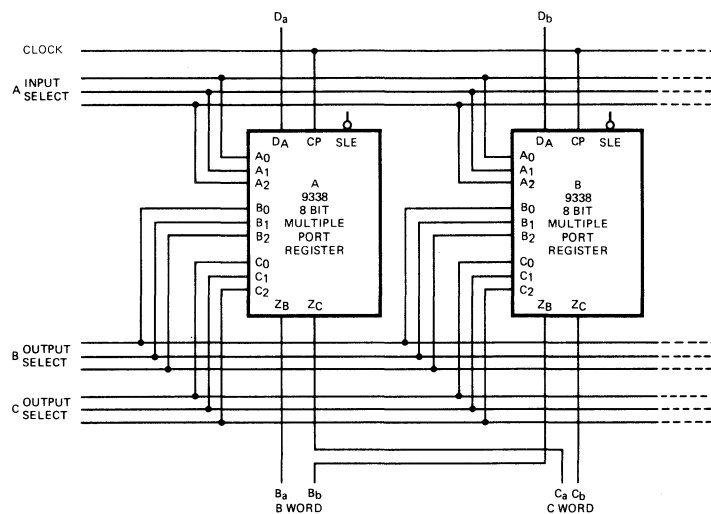 Da Db
CLOCK
A INPUT SELECT
DA CP SLE
A0
A1
A2
B0
B1
B2
C0
C1
C2
A
9338
8 BIT
MULTIPLE
PORT
REGISTER
ZB ZC
DA CP SLE
A0
A1
A2
B0
B1
B2
C0
C1
C2
B
9338
8 BIT
MULTIPLE
PORT
REGISTER
ZB ZC
B OUTPUT SELECT
C OUTPUT SELECT
Ba Bb
B WORD
Ca Cb
C WORD